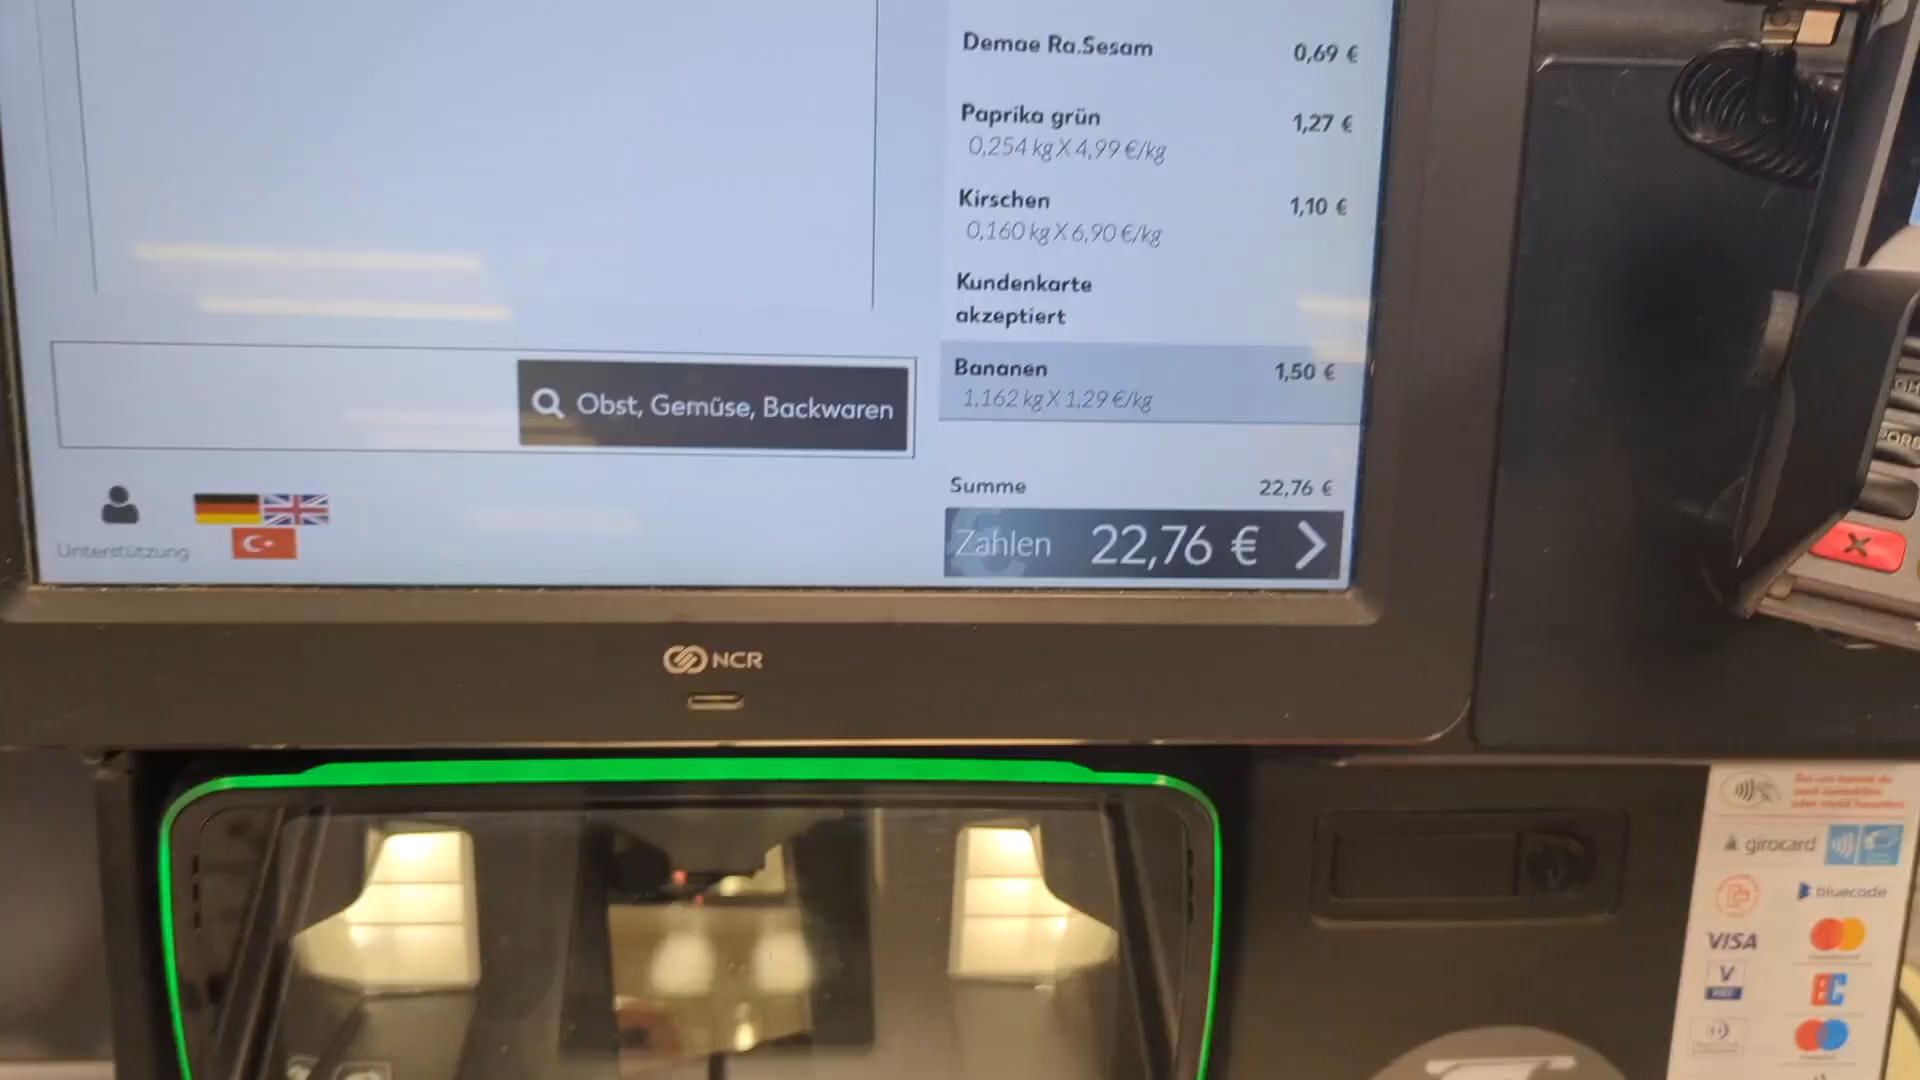 Demae Ra.Sesam 0,69 €
Paprika grün 1,27 €
0,254 kg X 4,99 €/kg
Kirschen 1,10 €
0,160 kg X 6,90 €/kg
Kundenkarte
akzeptiert
Bananen 1,50 €
1,162 kg X 1,29 €/kg
Obst, Gemüse, Backwaren
Summe 22,76 €
Zahlen 22,76 €
Unterstützung
NCR
girocard
bluecode
VISA
V